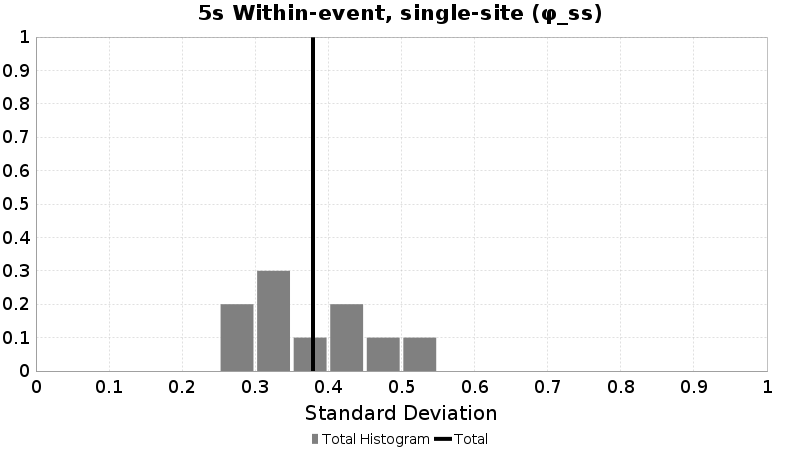 5s Within-event, single-site (φ_ss)
1
0.9
0.8
0.7
0.6
0.5
0.4
0.3
0.2
0.1
0
0 0.1 0.2 0.3 0.4 0.5 0.6 0.7 0.8 0.9 1
Standard Deviation
Total Histogram Total